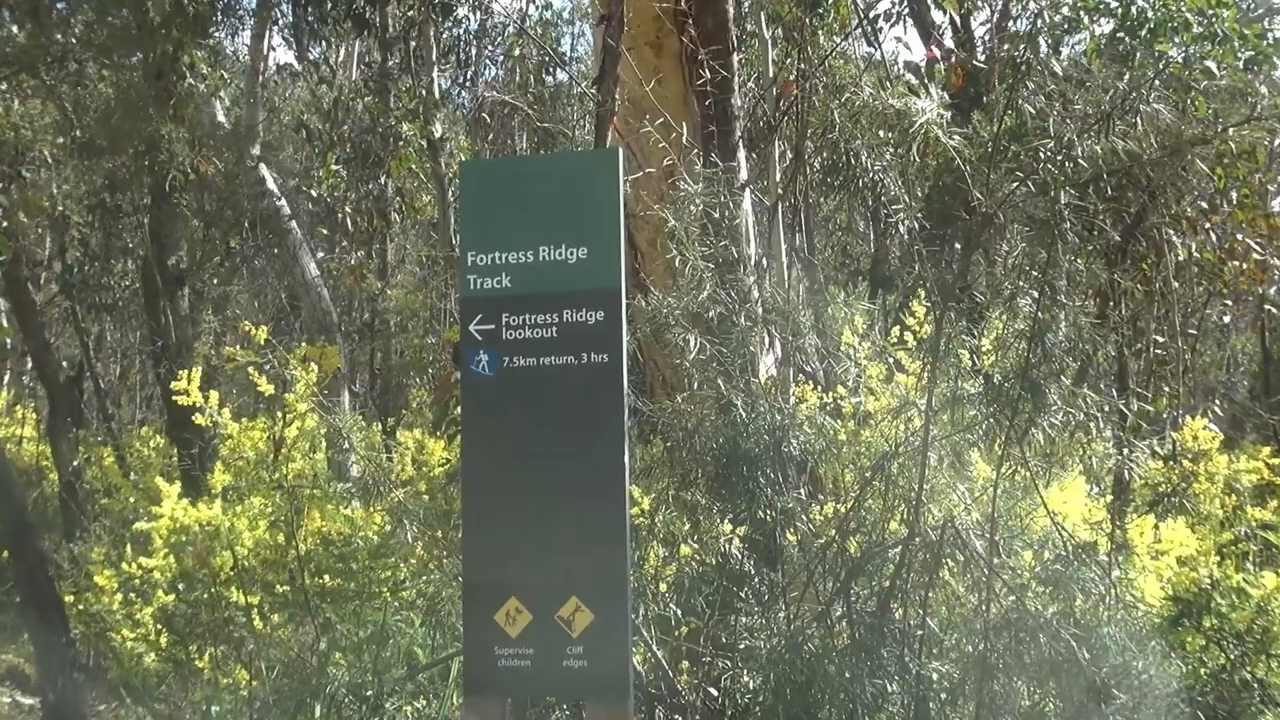 Fortress Ridge
Track
Fortress Ridge
lookout
7.5km return, 3 hrs
Supervise
children
Cliff
edges